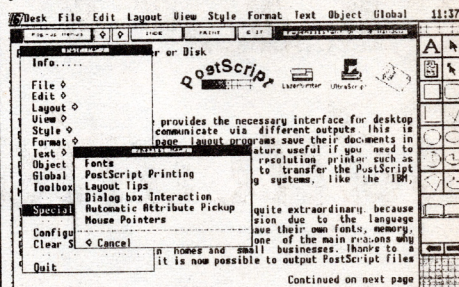 Desk File Edit Layout View Style Format Text Object Global 11:37
er or Disk
Info.....
PostScript
File ◊
Edit ◊
Layout ◊
View ◊
Style ◊
Format ◊
Text ◊
Object
Global
Toolbox
Special
Configu
Clear S
Quit
LaserPrinter UltraScript
provides the necessary interface for desktop
communicate via different outputs. This is
page layout programs save their documents in
ature useful if you need to
resolution printer such as
to transfer the PostScript
g systems, like the IBM,
Fonts
PostScript Printing
Layout Tips
Dialog box Interaction
Automatic Attribute Pickup
Mouse Pointers
◊ Cancel
quite extraordinary, because
sion due to the language
ave their own fonts, memory,
one of the main reasons why
n homes and small businesses. Thanks to a
it is now possible to output PostScript files
Continued on next page